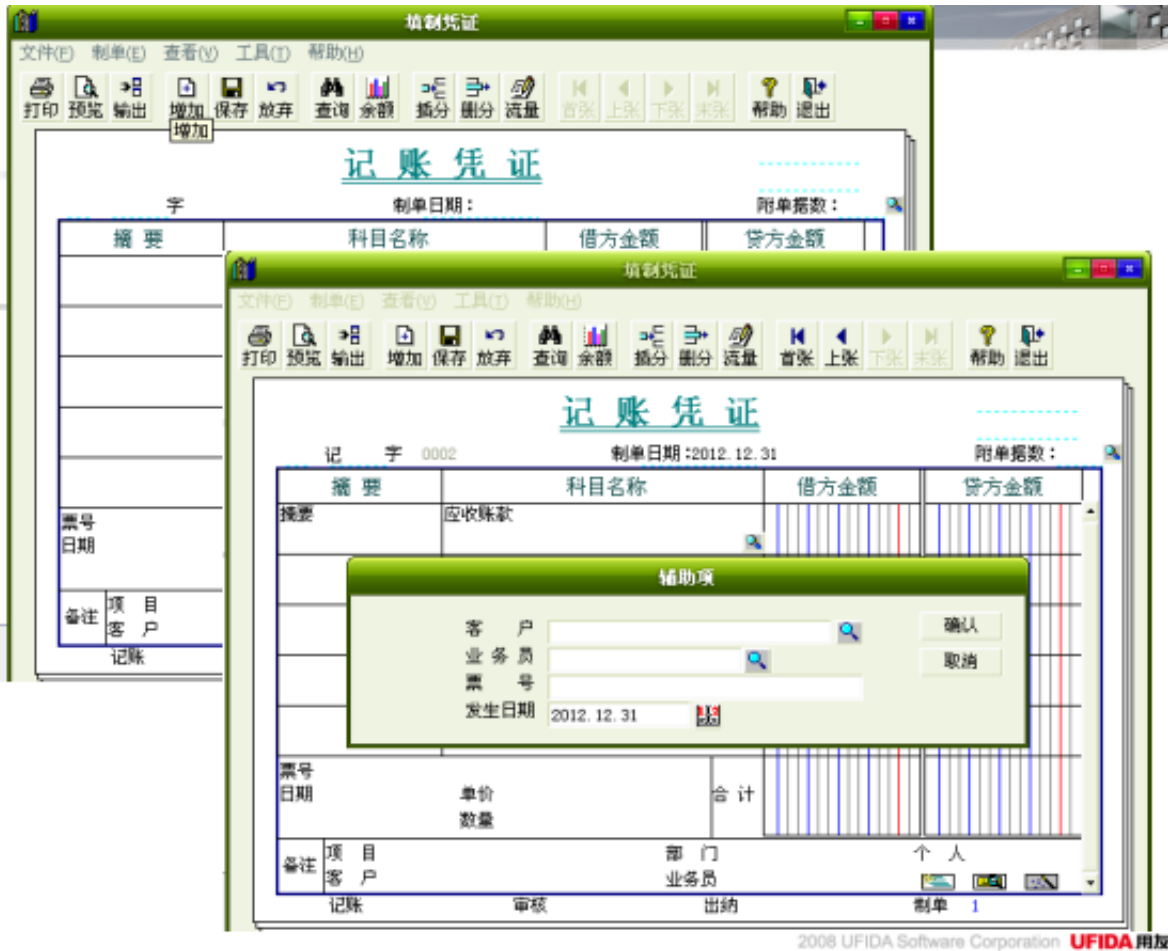 填制凭证
文件(F) 制单(E) 查看(V) 工具(T) 帮助(H)
打印 预览 输出 增加 保存 放弃 查询 余额 插分 删分 流量 首张 上张 下张 末张 帮助 退出
增加
记 账 凭 证
字 制单日期： 附单据数：
摘 要 科目名称 借方金额 贷方金额
票号
日期
备注 项 目
客 户
记账
填制凭证
文件(F) 制单(E) 查看(V) 工具(T) 帮助(H)
打印 预览 输出 增加 保存 放弃 查询 余额 插分 删分 流量 首张 上张 下张 末张 帮助 退出
记 账 凭 证
记 字 0002 制单日期：2012.12.31 附单据数：
摘 要 科目名称 借方金额 贷方金额
摘要 应收账款
辅助项
客 户 确认
业 务 员 取消
票 号
发生日期 2012.12.31
票号
日期 单价 合 计
数量
备注 项 目 部 门 个 人
客 户 业务员
记账 审核 出纳 制单 1
2008 UFIDA Software Corporation UFIDA 用友